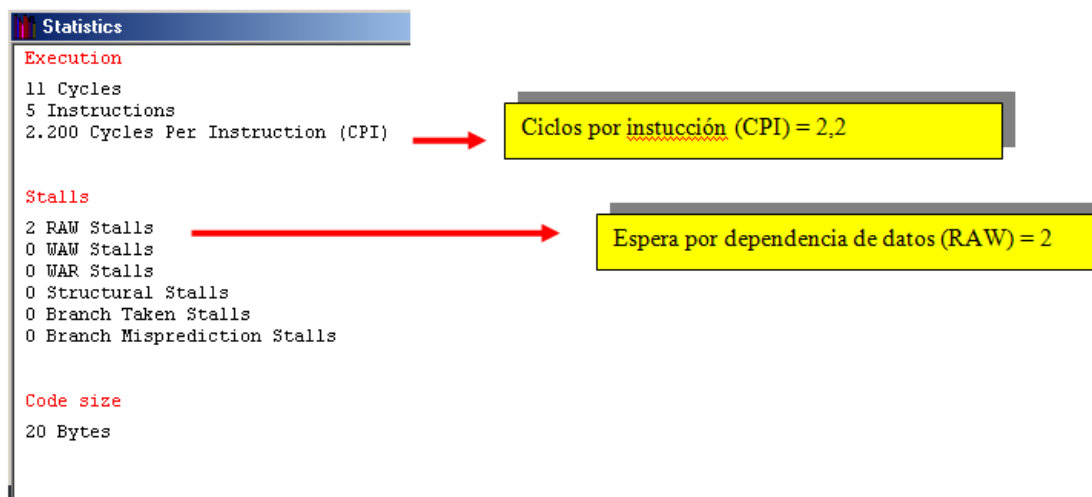 Statistics
Execution
11 Cycles
5 Instructions
2.200 Cycles Per Instruction (CPI)
Ciclos por instucción (CPI) = 2,2
Stalls
2 RAW Stalls
Espera por dependencia de datos (RAW) = 2
0 WAW Stalls
0 WAR Stalls
0 Structural Stalls
0 Branch Taken Stalls
0 Branch Misprediction Stalls
Code size
20 Bytes